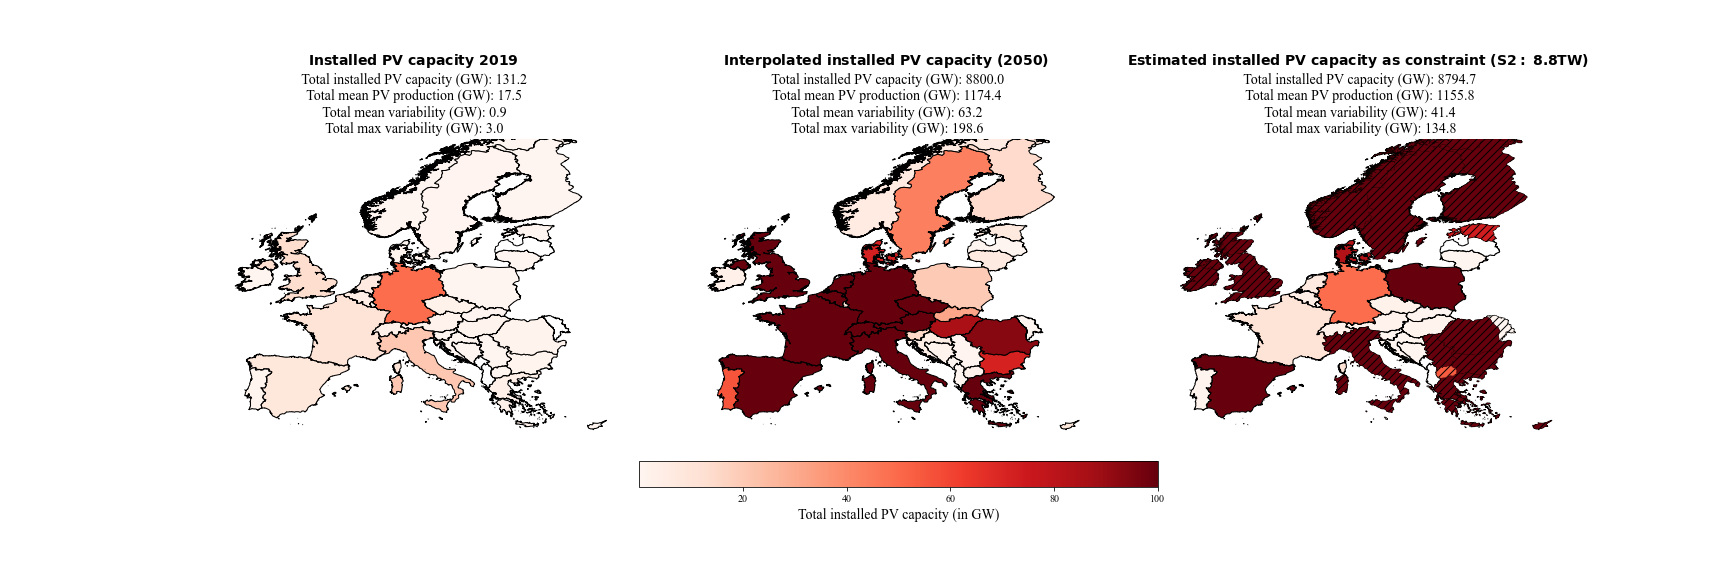 Installed PV capacity 2019
Total installed PV capacity (GW): 131.2
Total mean PV production (GW): 17.5
Total mean variability (GW): 0.9
Total max variability (GW): 3.0
Interpolated installed PV capacity (2050)
Total installed PV capacity (GW): 8800.0
Total mean PV production (GW): 1174.4
Total mean variability (GW): 63.2
Total max variability (GW): 198.6
Estimated installed PV capacity as constraint (S2 : 8.8TW)
Total installed PV capacity (GW): 8794.7
Total mean PV production (GW): 1155.8
Total mean variability (GW): 41.4
Total max variability (GW): 134.8
20 40 60 80 100
Total installed PV capacity (in GW)